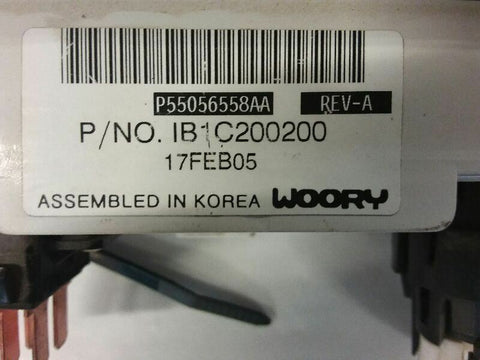 P55056558AA REV-A
P/NO. IB1C200200
17FEB05
ASSEMBLED IN KOREA WOORY